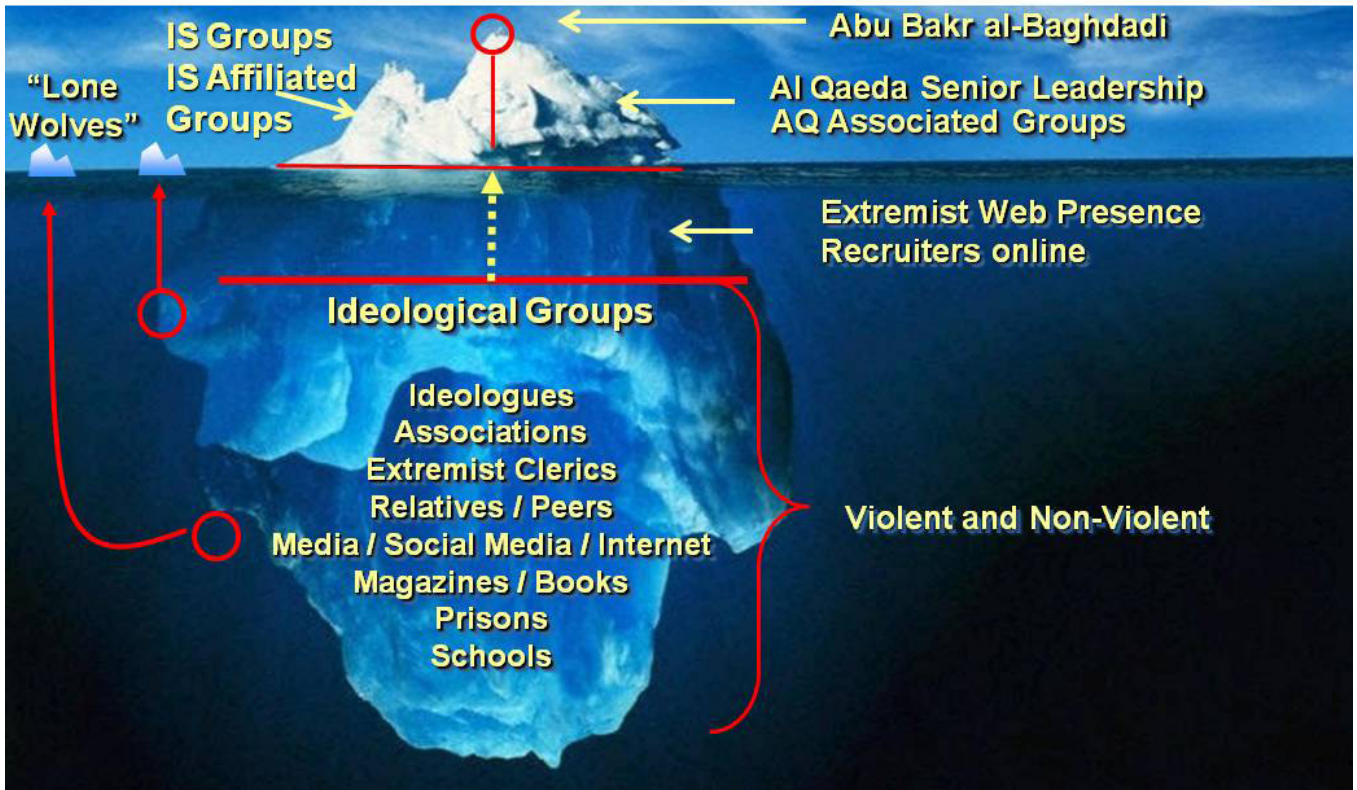 IS Groups
IS Affiliated
Groups
Abu Bakr al-Baghdadi
“Lone
Wolves”
Al Qaeda Senior Leadership
AQ Associated Groups
Extremist Web Presence
Recruiters online
Ideological Groups
Ideologues
Associations
Extremist Clerics
Relatives / Peers
Media / Social Media / Internet
Magazines / Books
Prisons
Schools
Violent and Non-Violent